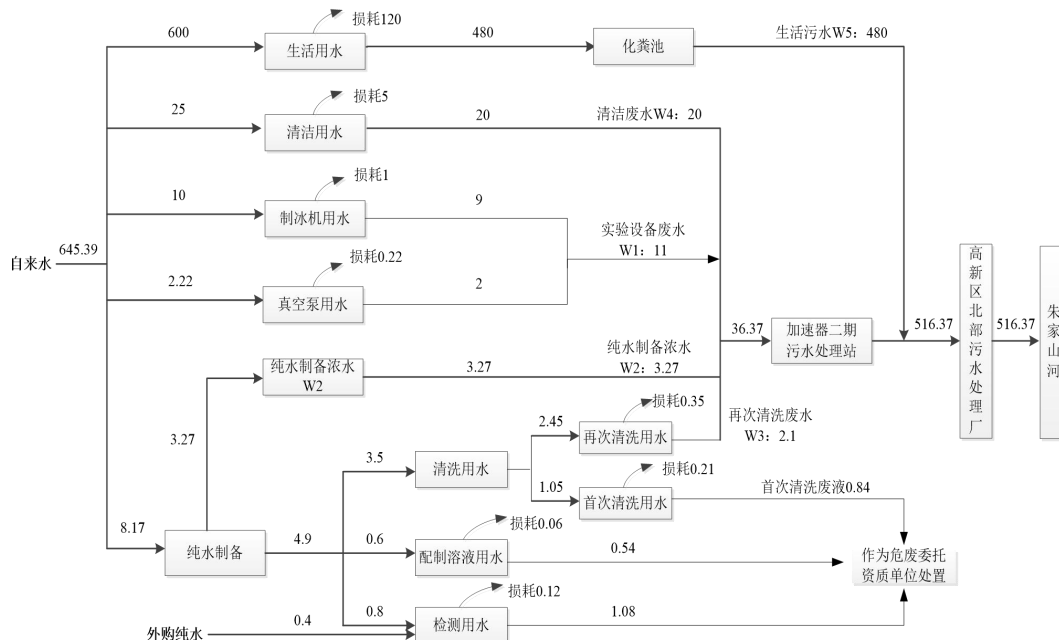 损耗120
600
生活用水
480
化粪池
生活污水W5：480
损耗5
25
清洁用水
20
清洁废水W4：20
损耗1
10
制冰机用水
9
实验设备废水
W1：11
自来水
645.39
损耗0.22
2.22
真空泵用水
2
高新区北部污水处理厂
朱家山河
36.37
加速器二期
污水处理站
516.37
516.37
纯水制备浓水
W2
3.27
纯水制备浓水
W2：3.27
3.27
损耗0.35
2.45
再次清洗用水
再次清洗废水
W3：2.1
3.5
清洗用水
损耗0.21
1.05
首次清洗用水
首次清洗废液0.84
8.17
纯水制备
4.9
损耗0.06
0.6
配制溶液用水
0.54
作为危废委托
资质单位处置
损耗0.12
0.8
检测用水
1.08
外购纯水
0.4